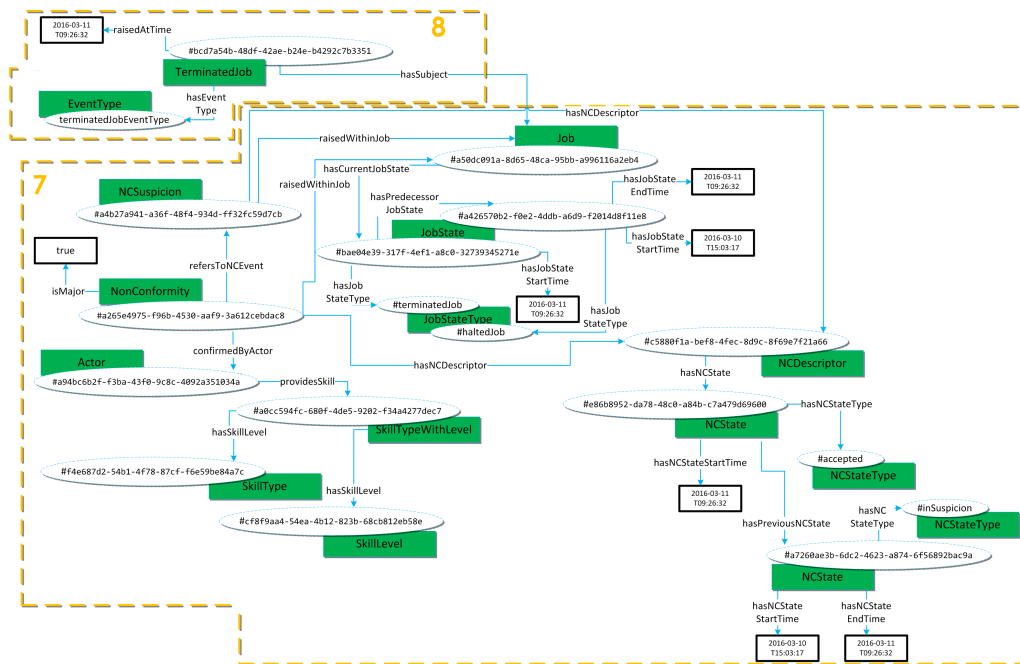 2016-03-11
T09:26:32
raisedAtTime
8
#bcd7a54b-48df-42ae-b24e-b4292c7b3351
TerminatedJob
hasSubject
hasEvent
Type
EventType
terminatedJobEventType
hasNCDescriptor
raisedWithinJob
Job
#a50dc091a-8d65-48ca-95bb-a996116a2eb4
7
hasCurrentJobState
raisedWithinJob
NCSuspicion
#a4b27a941-a36f-48f4-934d-ff32fc59d7cb
hasPredecessor
JobState
hasJobState
EndTime
2016-03-11
T09:26:32
#a426570b2-f0e2-4ddb-a6d9-f2014d8f11e8
JobState
hasJobState
StartTime
2016-03-10
T15:03:17
true
#bae04e39-317f-4ef1-a8c0-32739345271e
refersToNCEvent
hasJobState
StartTime
isMajor
NonConformity
hasJob
StateType
#terminatedJob
2016-03-11
T09:26:32
#a265e4975-f96b-4530-aaf9-3a612cebdac8
JobStateType
hasJob
StateType
#haltedJob
confirmedByActor
#c5880f1a-bef8-4fec-8d9c-8f69e7f21a66
Actor
hasNCDescriptor
NCDescriptor
hasNCState
#a94bc6b2f-f3ba-43f0-9c8c-4092a351034a
providesSkill
#a0cc594fc-680f-4de5-9202-f34a4277dec7
#e86b8952-da78-48c0-a84b-c7a479d69600
hasNCStateType
hasSkillLevel
SkillTypeWithLevel
NCState
#accepted
hasNCStateStartTime
NCStateType
#f4e687d2-54b1-4f78-87cf-f6e59be84a7c
SkillType
hasSkillLevel
2016-03-11
T09:26:32
hasNC
StateType
#inSuspicion
NCStateType
#cf8f9aa4-54ea-4b12-823b-68cb812eb58e
SkillLevel
hasPreviousNCState
#a7260ae3b-6dc2-4623-a874-6f56892bac9a
NCState
hasNCState
StartTime
hasNCState
EndTime
2016-03-10
T15:03:17
2016-03-11
T09:26:32